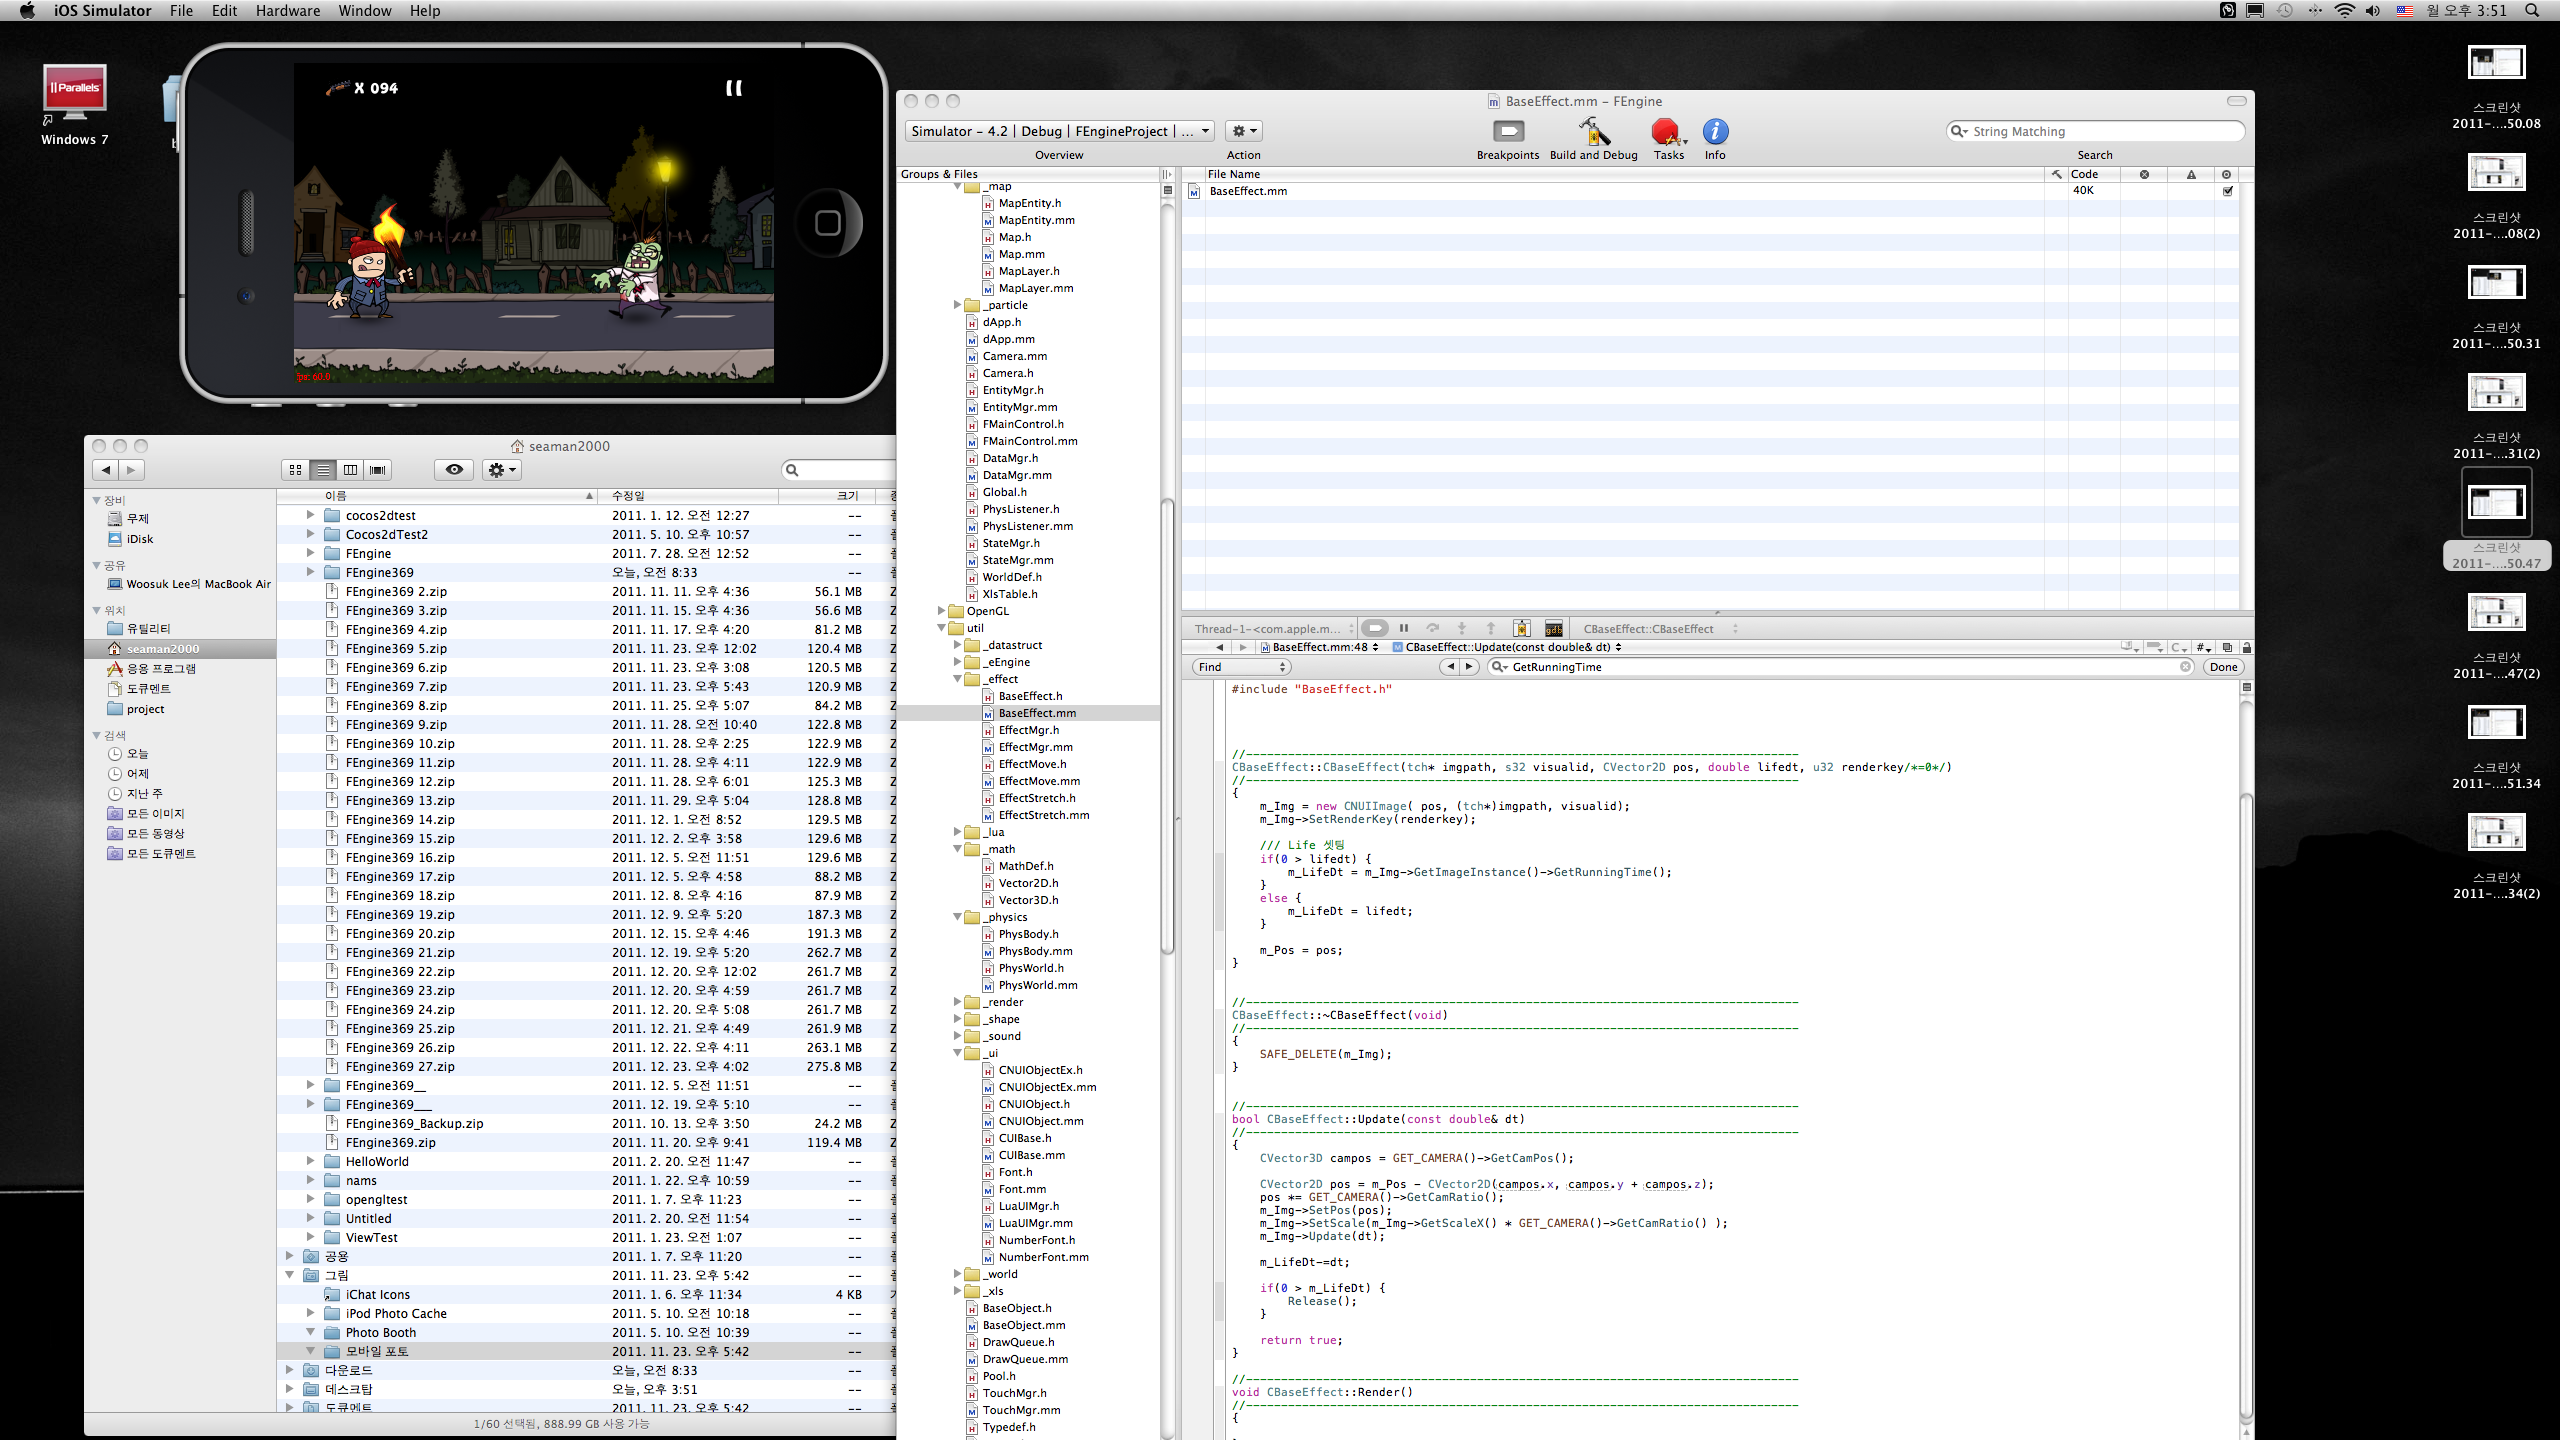 iOS Simulator File Edit Hardware Window Help
월 오후 3:51
Parallels
Windows 7
X 094
fps: 60.0
BaseEffect.mm – FEngine
Simulator – 4.2 | Debug | FEngineProject | ...
String Matching
Overview Action Breakpoints Build and Debug Tasks Info Search
Groups & Files
_map
MapEntity.h
MapEntity.mm
Map.h
Map.mm
MapLayer.h
MapLayer.mm
_particle
dApp.h
dApp.mm
Camera.mm
Camera.h
EntityMgr.h
EntityMgr.mm
FMainControl.h
FMainControl.mm
DataMgr.h
DataMgr.mm
Global.h
PhysListener.h
PhysListener.mm
StateMgr.h
StateMgr.mm
WorldDef.h
XlsTable.h
OpenGL
util
_datastruct
_eEngine
_effect
BaseEffect.h
BaseEffect.mm
EffectMgr.h
EffectMgr.mm
EffectMove.h
EffectMove.mm
EffectStretch.h
EffectStretch.mm
_lua
_math
MathDef.h
Vector2D.h
Vector3D.h
_physics
PhysBody.h
PhysBody.mm
PhysWorld.h
PhysWorld.mm
_render
_shape
_sound
_ui
CNUIObjectEx.h
CNUIObjectEx.mm
CNUIObject.h
CNUIObject.mm
CUIBase.h
CUIBase.mm
Font.h
Font.mm
LuaUIMgr.h
LuaUIMgr.mm
NumberFont.h
NumberFont.mm
_world
_xls
BaseObject.h
BaseObject.mm
DrawQueue.h
DrawQueue.mm
Pool.h
TouchMgr.h
TouchMgr.mm
Typedef.h
File Name Code
BaseEffect.mm 40K
Thread-1-<com.apple.m... gdb CBaseEffect::CBaseEffect
BaseEffect.mm:48 CBaseEffect::Update(const double& dt)
Find GetRunningTime Done
#include "BaseEffect.h"
//-------------------------------------------------------------------------------
CBaseEffect::CBaseEffect(tch* imgpath, s32 visualid, CVector2D pos, double lifedt, u32 renderkey/*=0*/)
//-------------------------------------------------------------------------------
{
m_Img = new CNUIImage( pos, (tch*)imgpath, visualid);
m_Img->SetRenderKey(renderkey);
/// Life 셋팅
if(0 > lifedt) {
m_LifeDt = m_Img->GetImageInstance()->GetRunningTime();
}
else {
m_LifeDt = lifedt;
}
m_Pos = pos;
}
//-------------------------------------------------------------------------------
CBaseEffect::~CBaseEffect(void)
//-------------------------------------------------------------------------------
{
SAFE_DELETE(m_Img);
}
//-------------------------------------------------------------------------------
bool CBaseEffect::Update(const double& dt)
//-------------------------------------------------------------------------------
{
CVector3D campos = GET_CAMERA()->GetCamPos();
CVector2D pos = m_Pos - CVector2D(campos.x, campos.y + campos.z);
pos *= GET_CAMERA()->GetCamRatio();
m_Img->SetPos(pos);
m_Img->SetScale(m_Img->GetScaleX() * GET_CAMERA()->GetCamRatio() );
m_Img->Update(dt);
m_LifeDt-=dt;
if(0 > m_LifeDt) {
Release();
}
return true;
}
//-------------------------------------------------------------------------------
void CBaseEffect::Render()
//-------------------------------------------------------------------------------
{
seaman2000
장비
무제
iDisk
공유
Woosuk Lee의 MacBook Air
위치
유틸리티
seaman2000
응용 프로그램
도큐멘트
project
검색
오늘
어제
지난 주
모든 이미지
모든 동영상
모든 도큐멘트
이름 수정일 크기
cocos2dtest 2011. 1. 12. 오전 12:27 --
Cocos2dTest2 2011. 5. 10. 오후 10:57 --
FEngine 2011. 7. 28. 오전 12:52 --
FEngine369 오늘, 오전 8:33 --
FEngine369 2.zip 2011. 11. 11. 오후 4:36 56.1 MB
FEngine369 3.zip 2011. 11. 15. 오후 4:36 56.6 MB
FEngine369 4.zip 2011. 11. 17. 오후 4:20 81.2 MB
FEngine369 5.zip 2011. 11. 23. 오후 12:02 120.4 MB
FEngine369 6.zip 2011. 11. 23. 오후 3:08 120.5 MB
FEngine369 7.zip 2011. 11. 23. 오후 5:43 120.9 MB
FEngine369 8.zip 2011. 11. 25. 오후 5:07 84.2 MB
FEngine369 9.zip 2011. 11. 28. 오전 10:40 122.8 MB
FEngine369 10.zip 2011. 11. 28. 오후 2:25 122.9 MB
FEngine369 11.zip 2011. 11. 28. 오후 4:11 122.9 MB
FEngine369 12.zip 2011. 11. 28. 오후 6:01 125.3 MB
FEngine369 13.zip 2011. 11. 29. 오후 5:04 128.8 MB
FEngine369 14.zip 2011. 12. 1. 오전 8:52 129.5 MB
FEngine369 15.zip 2011. 12. 2. 오후 3:58 129.6 MB
FEngine369 16.zip 2011. 12. 5. 오전 11:51 129.6 MB
FEngine369 17.zip 2011. 12. 5. 오후 4:58 88.2 MB
FEngine369 18.zip 2011. 12. 8. 오후 4:16 87.9 MB
FEngine369 19.zip 2011. 12. 9. 오후 5:20 187.3 MB
FEngine369 20.zip 2011. 12. 15. 오후 4:46 191.3 MB
FEngine369 21.zip 2011. 12. 19. 오후 5:20 262.7 MB
FEngine369 22.zip 2011. 12. 20. 오후 12:02 261.7 MB
FEngine369 23.zip 2011. 12. 20. 오후 4:59 261.7 MB
FEngine369 24.zip 2011. 12. 20. 오후 5:08 261.7 MB
FEngine369 25.zip 2011. 12. 21. 오후 4:49 261.9 MB
FEngine369 26.zip 2011. 12. 22. 오후 4:11 263.1 MB
FEngine369 27.zip 2011. 12. 23. 오후 4:02 275.8 MB
FEngine369__ 2011. 12. 5. 오전 11:51 --
FEngine369___ 2011. 12. 19. 오후 5:10 --
FEngine369_Backup.zip 2011. 10. 13. 오후 3:50 24.2 MB
FEngine369.zip 2011. 11. 20. 오후 9:41 119.4 MB
HelloWorld 2011. 2. 20. 오전 11:47 --
nams 2011. 1. 22. 오후 10:59 --
opengltest 2011. 1. 7. 오후 11:23 --
Untitled 2011. 2. 20. 오전 11:54 --
ViewTest 2011. 1. 23. 오전 1:07 --
공용 2011. 1. 7. 오후 11:20 --
그림 2011. 11. 23. 오후 5:42 --
iChat Icons 2011. 1. 6. 오후 11:34 4 KB
iPod Photo Cache 2011. 5. 10. 오전 10:18 --
Photo Booth 2011. 5. 10. 오전 10:39 --
모바일 포토 2011. 11. 23. 오후 5:42 --
다운로드 오늘, 오전 8:33 --
데스크탑 오늘, 오후 3:51 --
도큐멘트 2011. 11. 23. 오후 5:42 --
1/60 선택됨, 888.99 GB 사용 가능
스크린샷
2011-....50.08
스크린샷
2011-....08(2)
스크린샷
2011-....50.31
스크린샷
2011-....31(2)
스크린샷
2011-....50.47
스크린샷
2011-....47(2)
스크린샷
2011-....51.34
스크린샷
2011-....34(2)